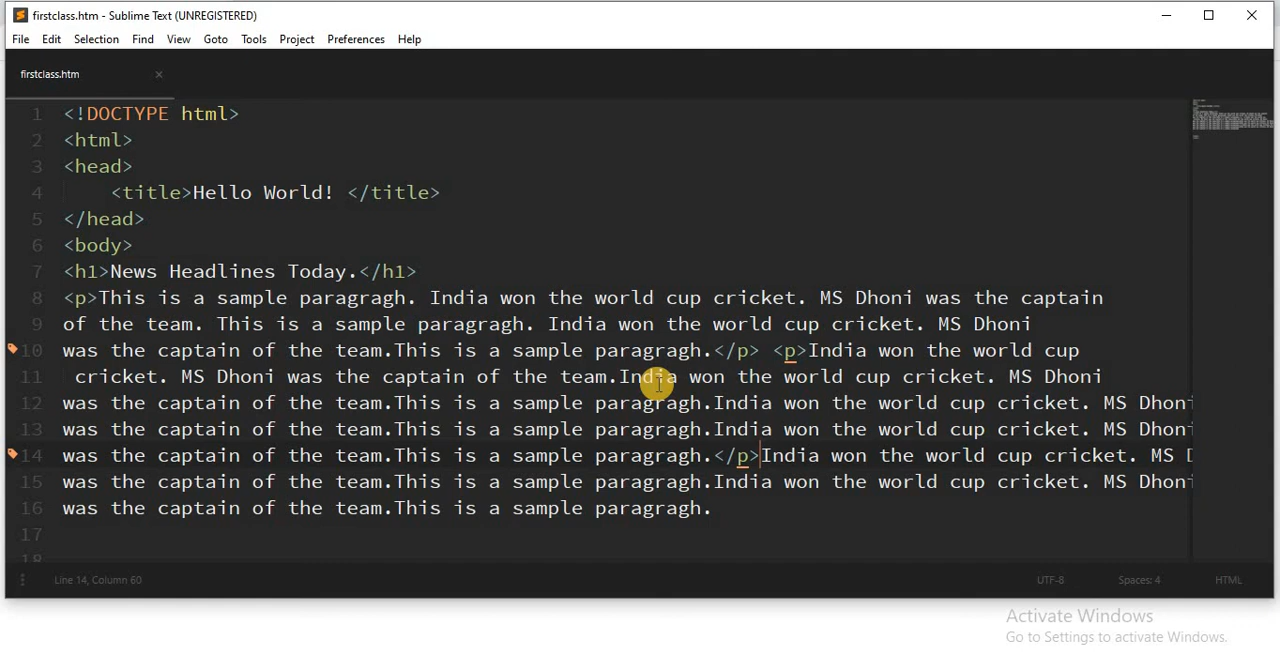 firstclass.htm - Sublime Text (UNREGISTERED)
File Edit Selection Find View Goto Tools Project Preferences Help
firstclass.htm
1 <!DOCTYPE html>
2 <html>
3 <head>
4 <title>Hello World! </title>
5 </head>
6 <body>
7 <h1>News Headlines Today.</h1>
8 <p>This is a sample paragragh. India won the world cup cricket. MS Dhoni was the captain
9 of the team. This is a sample paragragh. India won the world cup cricket. MS Dhoni
10 was the captain of the team.This is a sample paragragh.</p> <p>India won the world cup
11 cricket. MS Dhoni was the captain of the team.India won the world cup cricket. MS Dhoni
12 was the captain of the team.This is a sample paragragh.India won the world cup cricket. MS Dhoni
13 was the captain of the team.This is a sample paragragh.India won the world cup cricket. MS Dhoni
14 was the captain of the team.This is a sample paragragh.</p>India won the world cup cricket. MS D
15 was the captain of the team.This is a sample paragragh.India won the world cup cricket. MS Dhoni
16 was the captain of the team.This is a sample paragragh.
17
18
Line 14, Column 60 UTF-8 Spaces: 4 HTML
Activate Windows
Go to Settings to activate Windows.